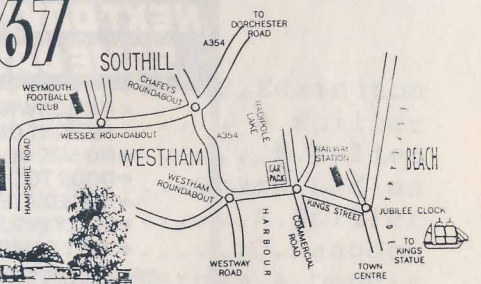 67
TO
DORCHESTER
ROAD
A354
SOUTHILL
CHAFEYS
ROUNDABOUT
WEYMOUTH
FOOTBALL
CLUB
WESSEX ROUNDABOUT
HAMPSHIRE ROAD
A354
RADIPOLE
LAKE
WESTHAM
WESTHAM
ROUNDABOUT
CAR
PARK
RAILWAY
STATION
BEACH
ESPLANADE
KINGS STREET
JUBILEE CLOCK
HARBOUR
COMMERCIAL
ROAD
WESTWAY
ROAD
TOWN
CENTRE
TO
KINGS
STATUE